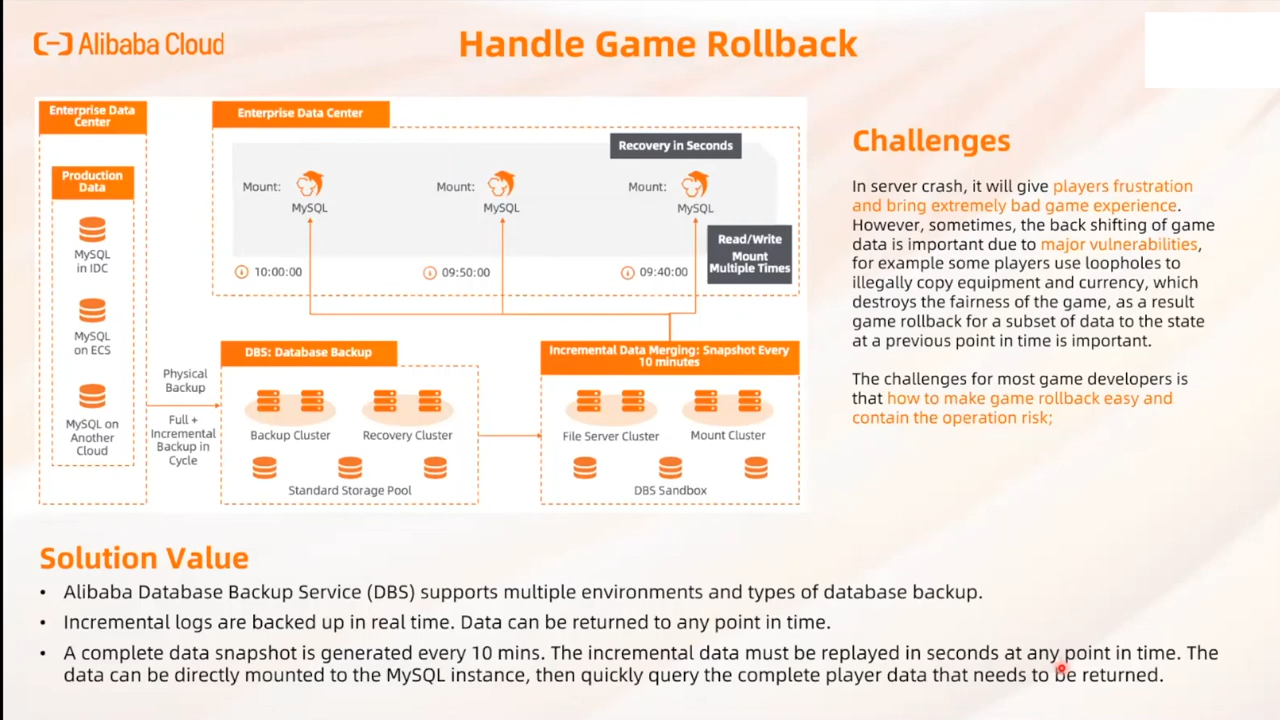 Alibaba Cloud
Handle Game Rollback
Enterprise Data
Center
Production
Data
MySQL
in IDC
MySQL
on ECS
MySQL on
Another
Cloud
Physical
Backup
Full +
Incremental
Backup in
Cycle
Enterprise Data Center
Recovery in Seconds
Mount:
MySQL
Mount:
MySQL
Mount:
MySQL
Read/Write
Mount
Multiple Times
10:00:00
09:50:00
09:40:00
DBS: Database Backup
Backup Cluster
Recovery Cluster
Standard Storage Pool
Incremental Data Merging: Snapshot Every
10 minutes
File Server Cluster
Mount Cluster
DBS Sandbox
Challenges
In server crash, it will give players frustration
and bring extremely bad game experience.
However, sometimes, the back shifting of game
data is important due to major vulnerabilities,
for example some players use loopholes to
illegally copy equipment and currency, which
destroys the fairness of the game, as a result
game rollback for a subset of data to the state
at a previous point in time is important.
The challenges for most game developers is
that how to make game rollback easy and
contain the operation risk;
Solution Value
• Alibaba Database Backup Service (DBS) supports multiple environments and types of database backup.
• Incremental logs are backed up in real time. Data can be returned to any point in time.
• A complete data snapshot is generated every 10 mins. The incremental data must be replayed in seconds at any point in time. The
data can be directly mounted to the MySQL instance, then quickly query the complete player data that needs to be returned.